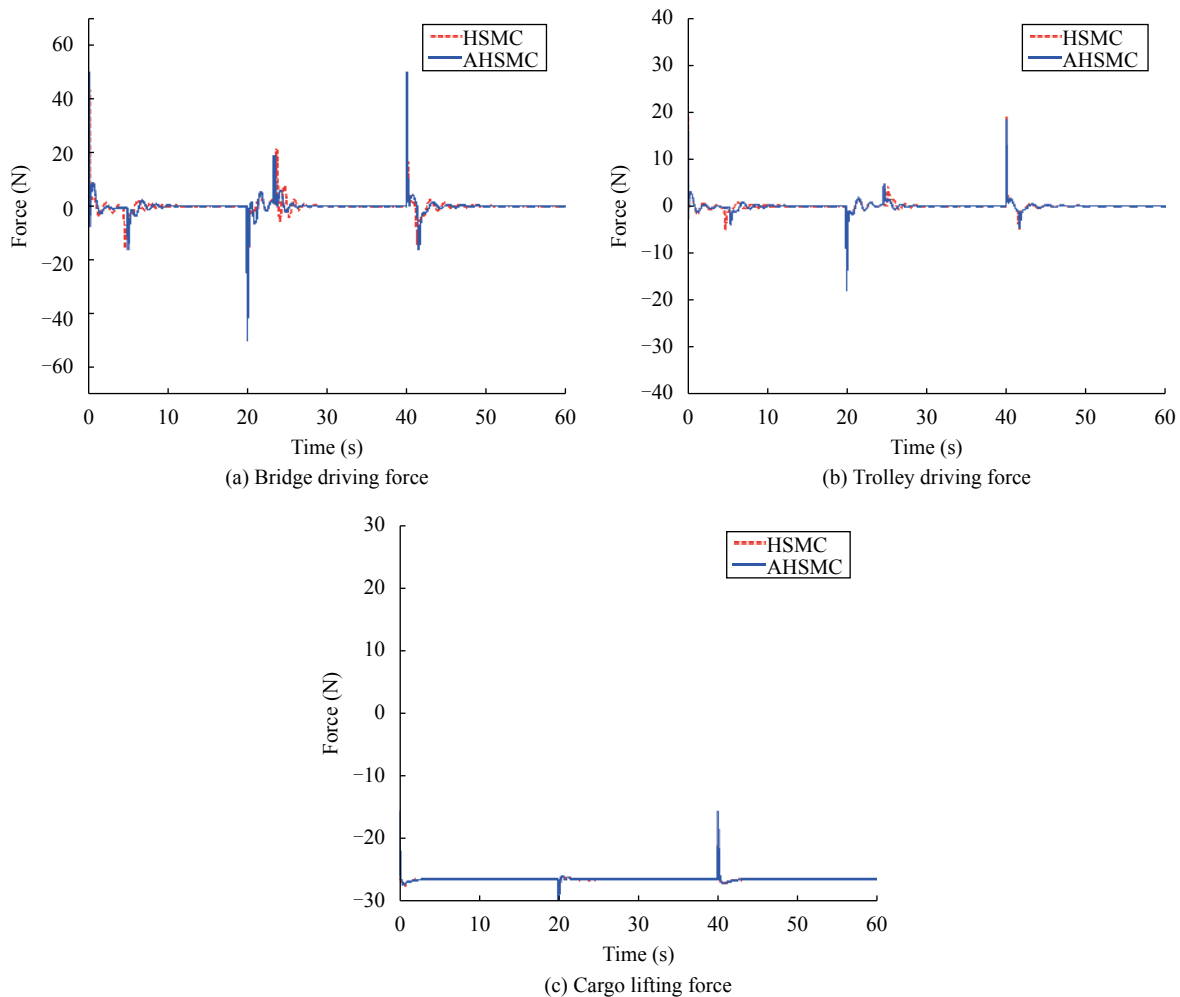 60
40
20
0
−20
−40
−60
Force (N)
HSMC
AHSMC
0 10 20 30 40 50 60
Time (s)
(a) Bridge driving force
40
30
20
10
0
−10
−20
−30
−40
Force (N)
HSMC
AHSMC
0 10 20 30 40 50 60
Time (s)
(b) Trolley driving force
30
20
10
0
−10
−20
−30
Force (N)
HSMC
AHSMC
0 10 20 30 40 50 60
Time (s)
(c) Cargo lifting force